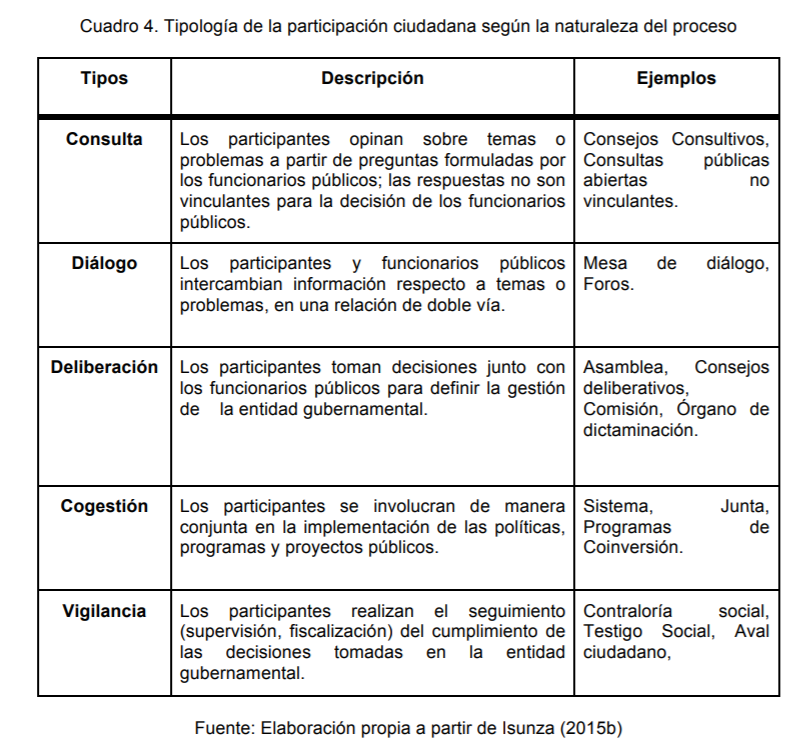 Cuadro 4. Tipología de la participación ciudadana según la naturaleza del proceso
Tipos
Descripción
Ejemplos
Consulta
Los participantes opinan sobre temas o
problemas a partir de preguntas formuladas por
los funcionarios públicos; las respuestas no son
vinculantes para la decisión de los funcionarios
públicos.
Consejos Consultivos,
Consultas públicas
abiertas no
vinculantes.
Diálogo
Los participantes y funcionarios públicos
intercambian información respecto a temas o
problemas, en una relación de doble vía.
Mesa de diálogo,
Foros.
Deliberación
Los participantes toman decisiones junto con
los funcionarios públicos para definir la gestión
de la entidad gubernamental.
Asamblea, Consejos
deliberativos,
Comisión, Órgano de
dictaminación.
Cogestión
Los participantes se involucran de manera
conjunta en la implementación de las políticas,
programas y proyectos públicos.
Sistema, Junta,
Programas de
Coinversión.
Vigilancia
Los participantes realizan el seguimiento
(supervisión, fiscalización) del cumplimiento de
las decisiones tomadas en la entidad
gubernamental.
Contraloría social,
Testigo Social, Aval
ciudadano,
Fuente: Elaboración propia a partir de Isunza (2015b)